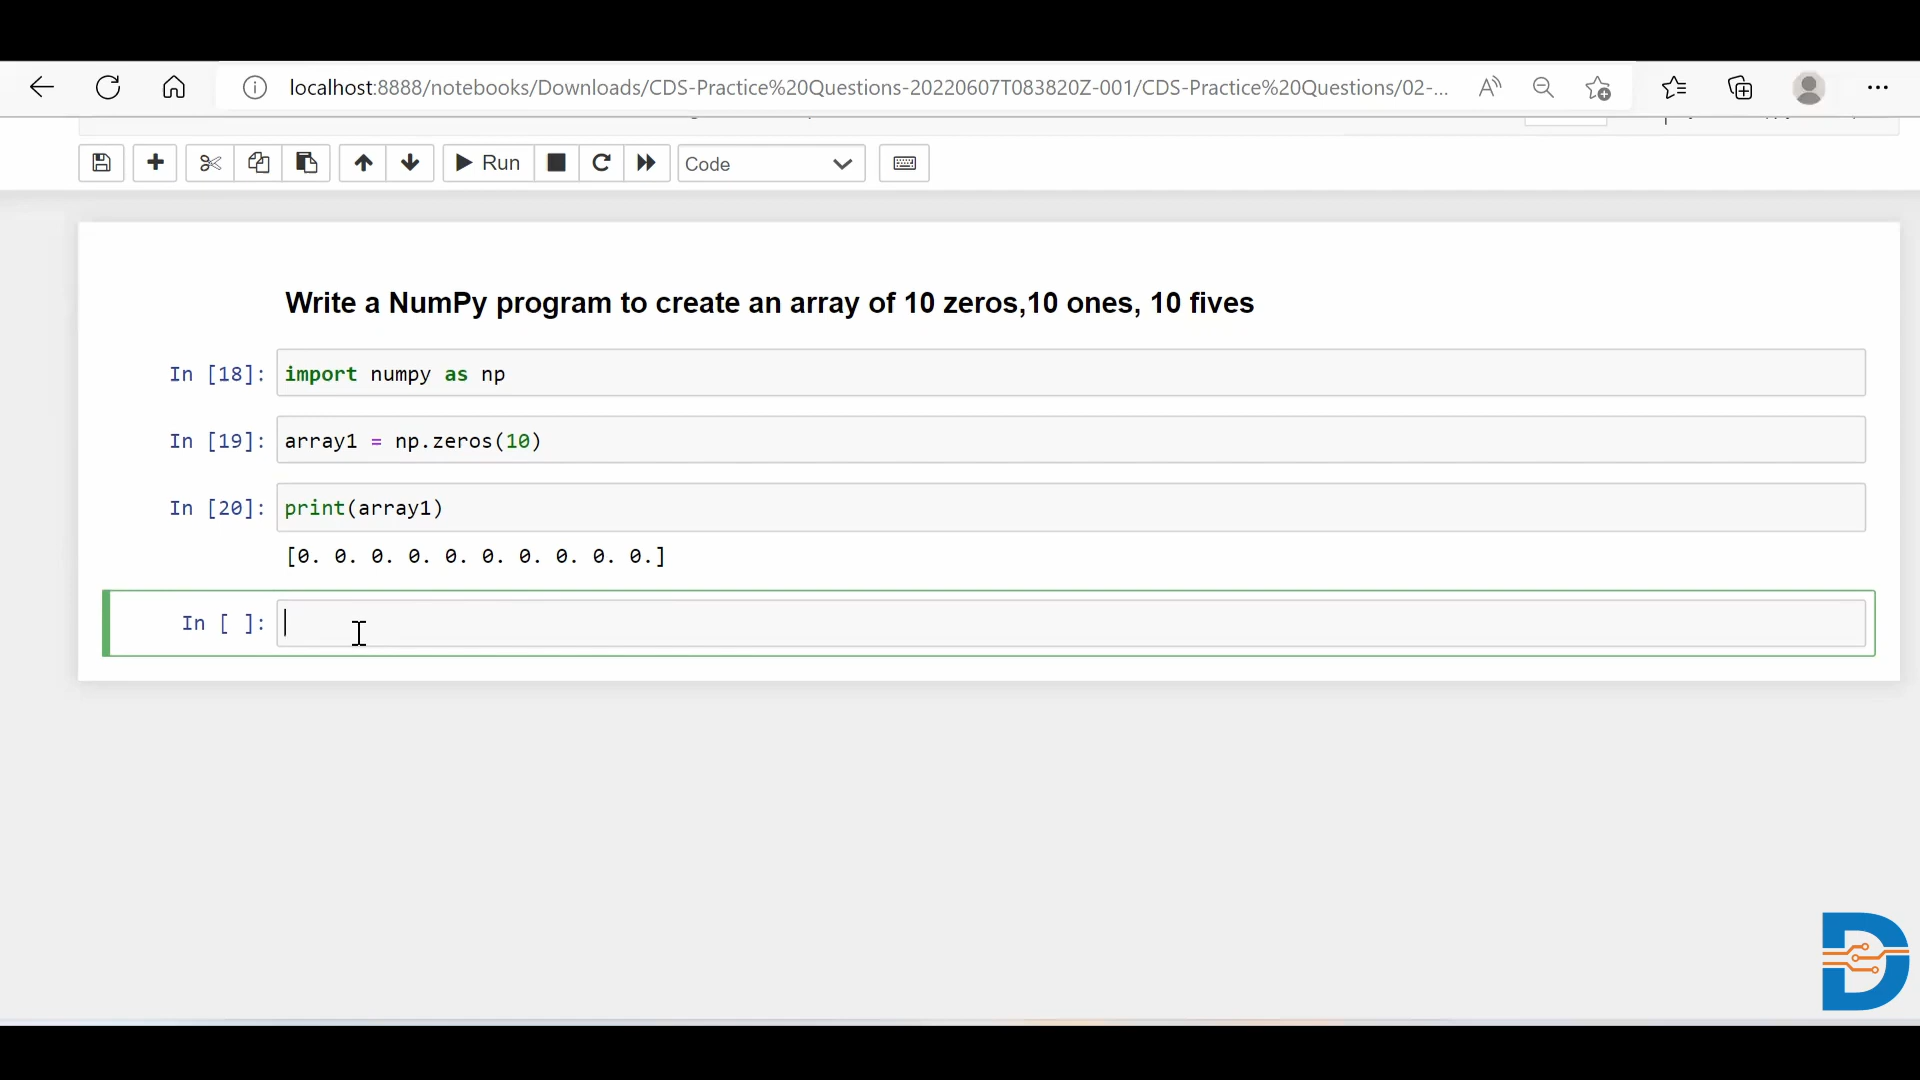 localhost:8888/notebooks/Downloads/CDS-Practice%20Questions-20220607T083820Z-001/CDS-Practice%20Questions/02-...
Run
Code
Write a NumPy program to create an array of 10 zeros,10 ones, 10 fives
In [18]: import numpy as np
In [19]: array1 = np.zeros(10)
In [20]: print(array1)
[0. 0. 0. 0. 0. 0. 0. 0. 0. 0.]
In [ ]: